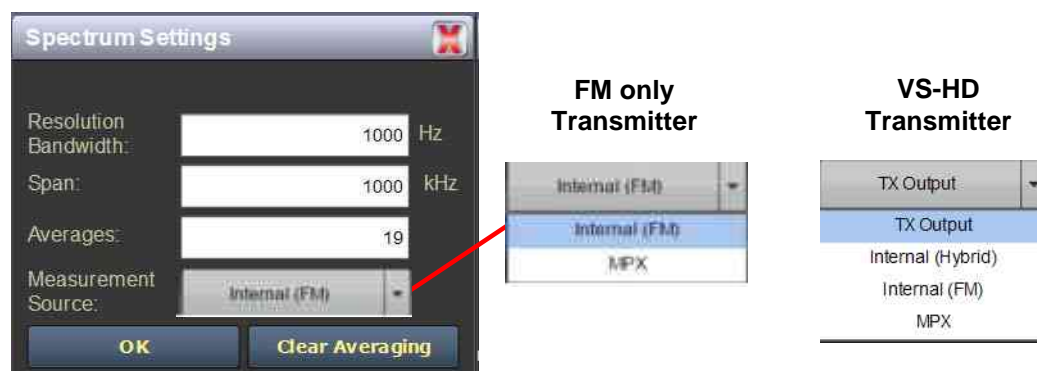 Spectrum Settings
Resolution
Bandwidth:
1000 Hz
Span:
1000 kHz
Averages:
19
Measurement
Source:
Internal (FM)
OK
Clear Averaging
FM only
Transmitter
Internal (FM)
Internal (FM)
MPX
VS-HD
Transmitter
TX Output
TX Output
Internal (Hybrid)
Internal (FM)
MPX